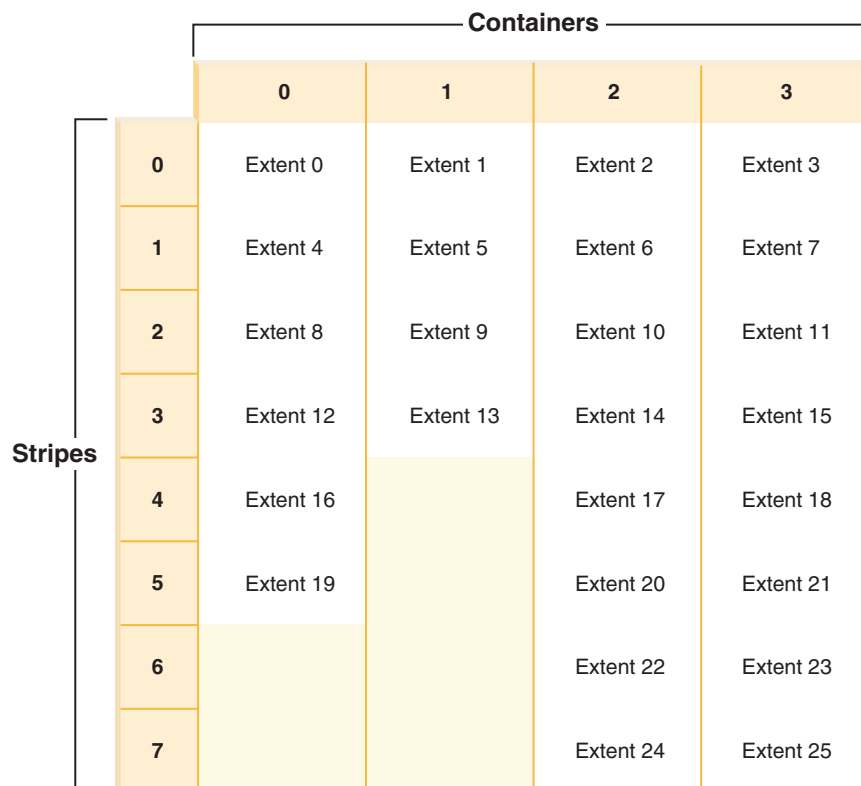 Containers
0 1 2 3
0 Extent 0 Extent 1 Extent 2 Extent 3
1 Extent 4 Extent 5 Extent 6 Extent 7
2 Extent 8 Extent 9 Extent 10 Extent 11
3 Extent 12 Extent 13 Extent 14 Extent 15
Stripes
4 Extent 16 Extent 17 Extent 18
5 Extent 19 Extent 20 Extent 21
6 Extent 22 Extent 23
7 Extent 24 Extent 25